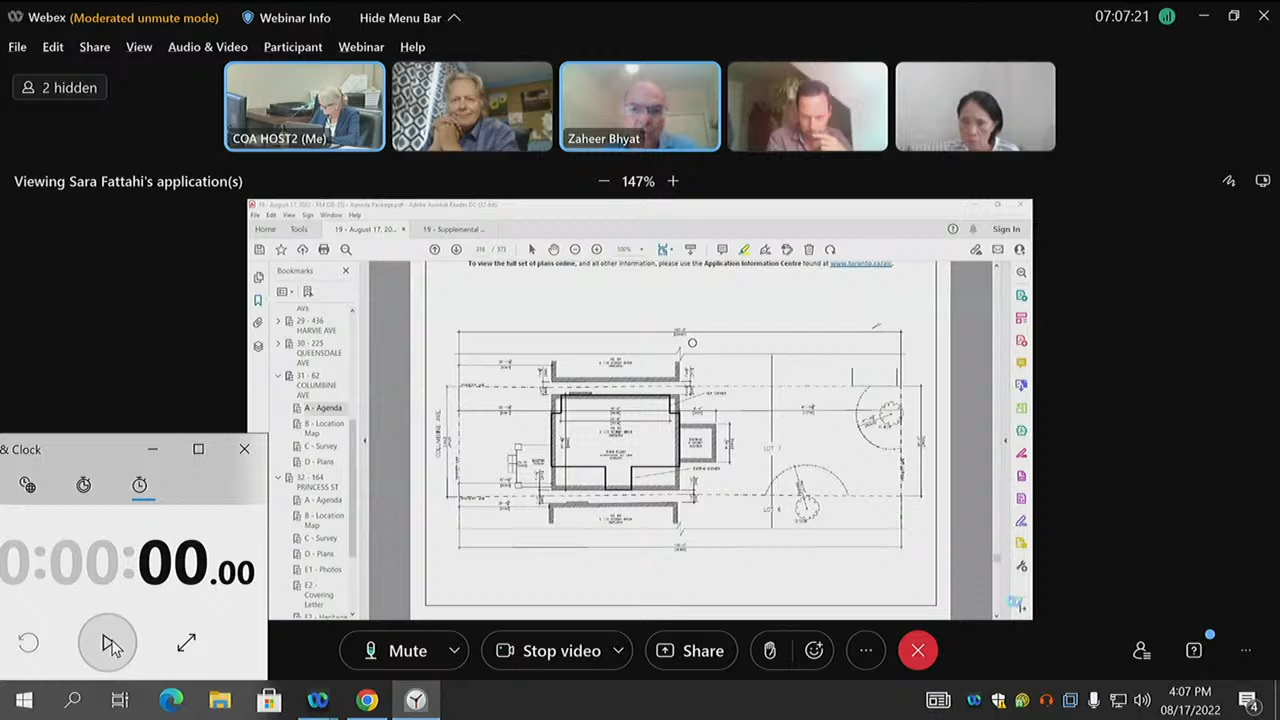 Webex (Moderated unmute mode) Webinar Info Hide Menu Bar 07:07:21
File Edit Share View Audio & Video Participant Webinar Help
2 hidden
COA HOST2 (Me)
Zaheer Bhyat
Viewing Sara Fattahi's application(s)
147%
19 - August 17, 2022 - PM (20-33) - Agenda Package.pdf - Adobe Acrobat Reader DC (32-bit)
File Edit View Sign Window Help
Home Tools 19 - August 17, 20... 19 - Supplemental ... Sign In
318 / 373 100%
Bookmarks
To view the full set of plans online, and all other information, please use the Application Information Centre found at www.toronto.ca/aic.
AVE
29 - 436
HARVIE AVE
30 - 225
QUEENSDALE
AVE
31 - 62
COLUMBINE
AVE
A - Agenda
B - Location
Map
C - Survey
D - Plans
32 - 164
PRINCESS ST
A - Agenda
B - Location
Map
C - Survey
D - Plans
E1 - Photos
E2 -
Covering
Letter
COLUMBINE AVE
LOT 7
LOT 6
& Clock
0:00:00.00
Mute Stop video Share
4:07 PM
08/17/2022
4